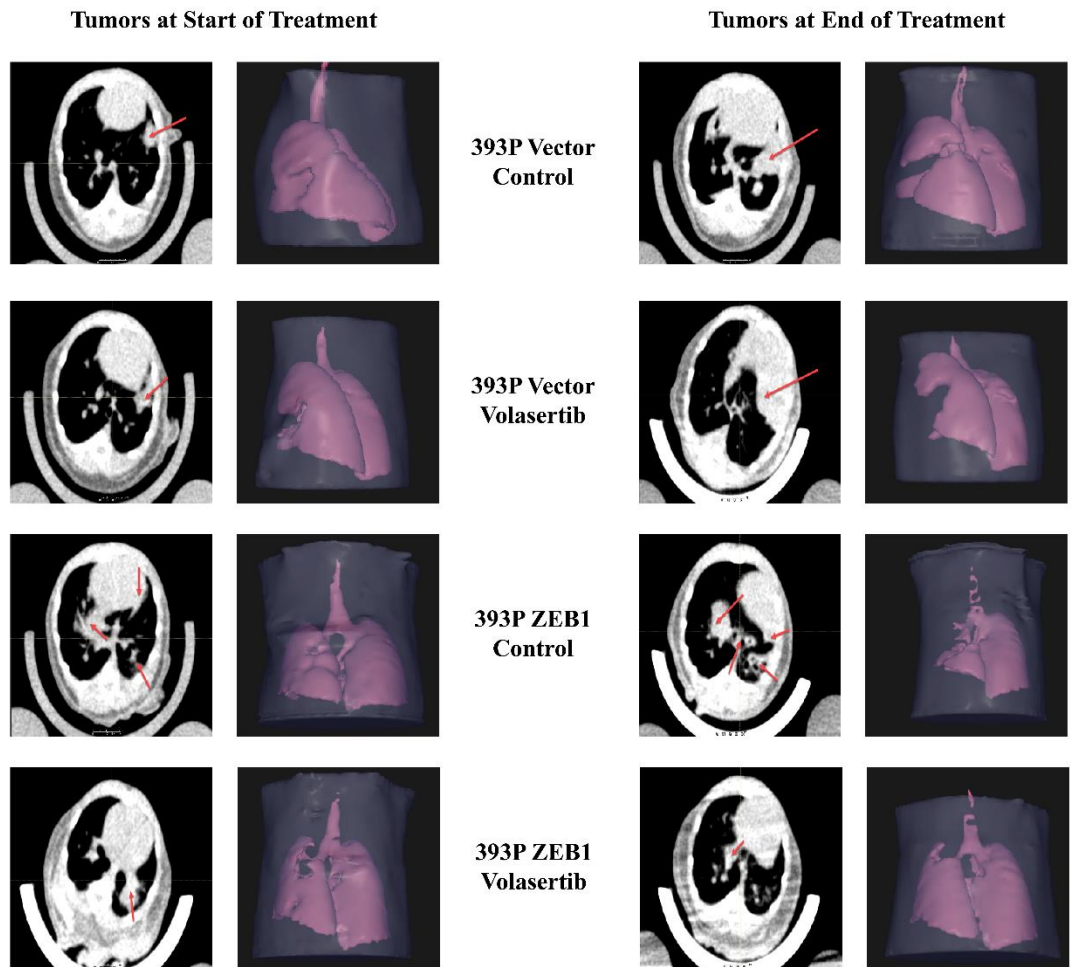 Tumors at Start of Treatment
Tumors at End of Treatment
393P Vector
Control
393P Vector
Volasertib
393P ZEB1
Control
393P ZEB1
Volasertib